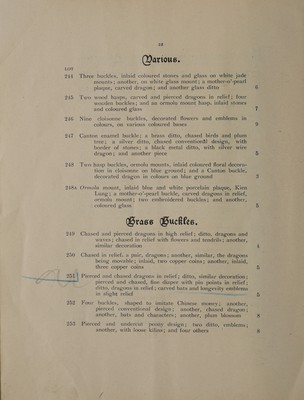 19
Various.
LOT
244 Three buckles, inlaid coloured stones and glass on white jade
mounts; another, on white glass mount; a mother-o'-pearl
plaque, carved dragon; and another glass ditto 6
245 Two wood hasps, carved and pierced dragons in relief; four
wooden buckles; and an ormolu mount hasp, inlaid stones
and coloured glass 7
246 Nine cloisonne buckles, decorated flowers and emblems in
colours, on various coloured bases 9
247 Canton enamel buckle; a brass ditto, chased birds and plum
tree; a silver ditto, chased conventional design, with
border of stones; a black metal ditto, with silver wire
dragon; and another piece 5
248 Two hasp buckles, ormolu mounts, inlaid coloured floral decora-
tion in cloisonne on blue ground; and a Canton buckle,
decorated dragon in colours on blue ground 3
248a Ormolu mount, inlaid blue and white porcelain plaque, Kien
Lung; a mother-o'-pearl buckle, carved dragons in relief,
ormolu mount; two embroidered buckles; and another,
coloured glass 5
Brass Buckles.
249 Chased and pierced dragons in high relief; ditto, dragons and
waves; chased in relief with flowers and tendrils; another,
similar decoration 4
250 Chased in relief, a pair, dragons; another, similar, the dragons
being movable; inlaid, two copper coins; another, inlaid,
three copper coins 5
251 Pierced and chased dragons in relief; ditto, similar decoration;
pierced and chased, fine diaper with pin points in relief;
ditto, dragons in relief; carved bats and longevity emblems
in slight relief 5
252 Four buckles, shaped to imitate Chinese money; another,
pierced conventional design; another, chased dragon;
another, bats and characters; another, plum blossom 8
253 Pierced and undercut peony design; two ditto, emblems;
another, with loose kilins; and four others 8